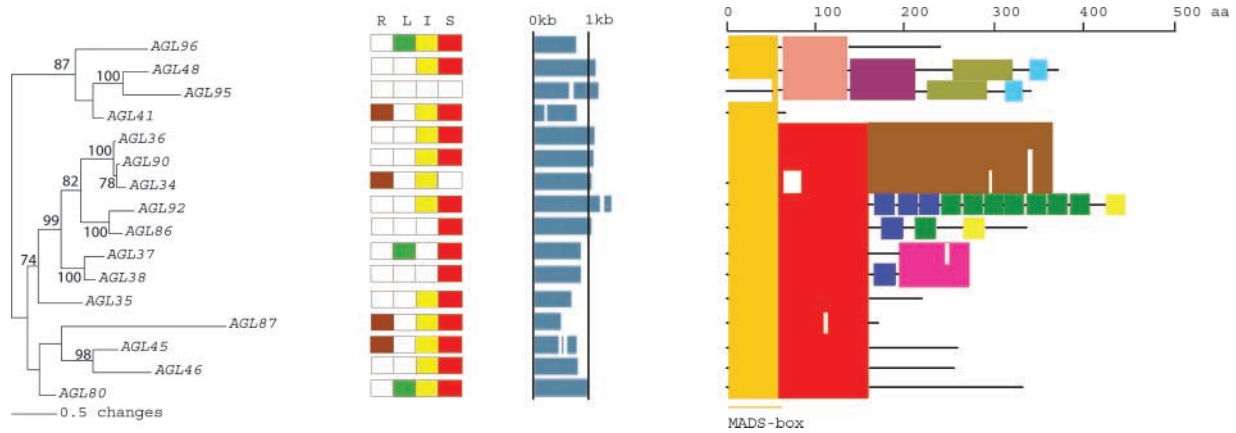 R L I S
0kb 1kb
0 100 200 300 400 500 aa
AGL96
87
AGL48
100
AGL95
AGL41
AGL36
100
AGL90
82
78
AGL34
AGL92
99
100
AGL86
AGL37
74
100
AGL38
AGL35
AGL87
AGL45
98
AGL46
AGL80
0.5 changes
MADS-box